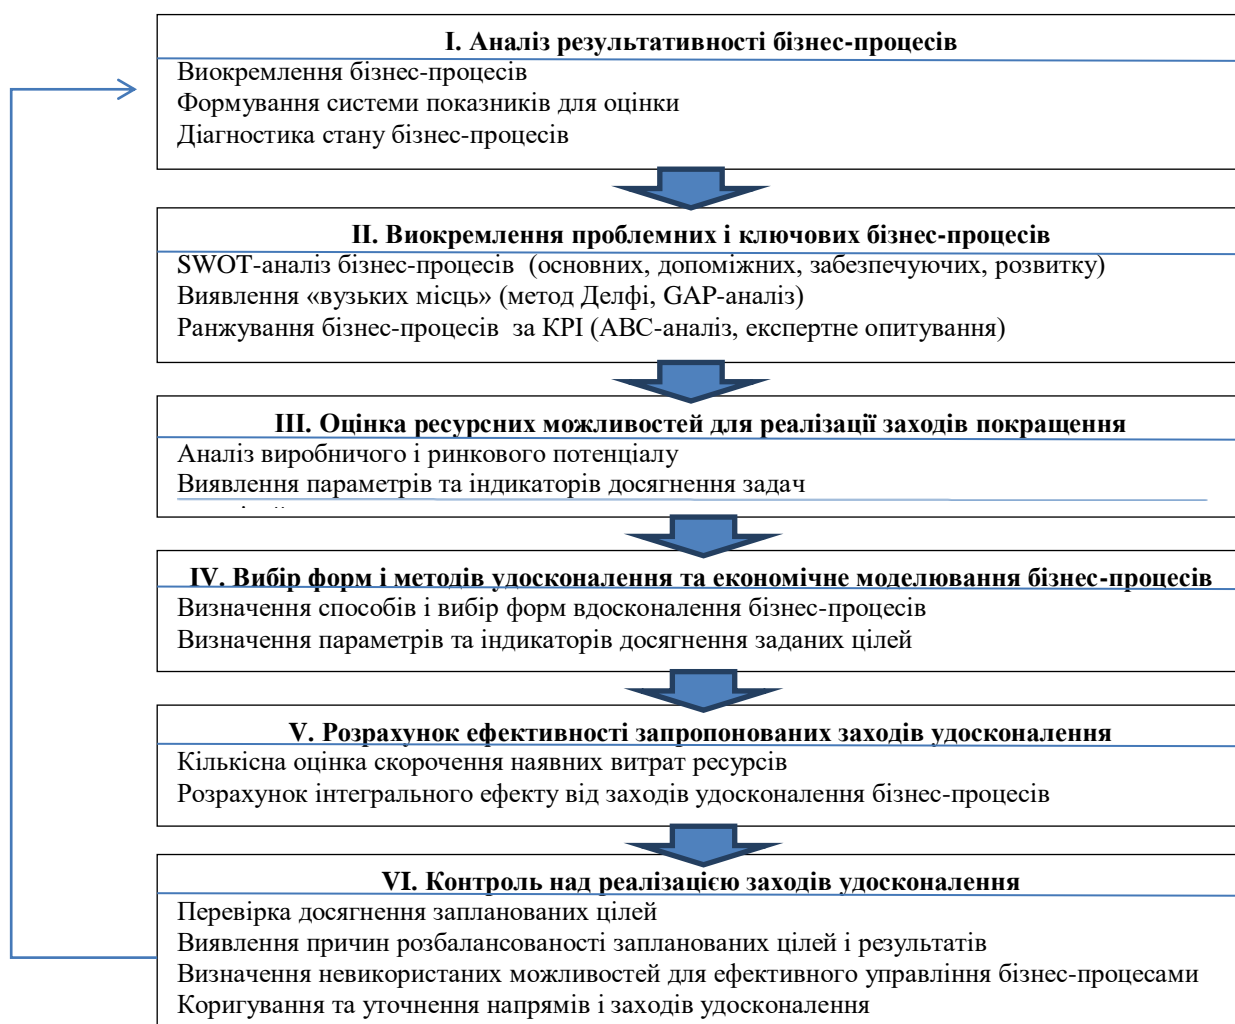 I. Аналіз результативності бізнес-процесів
Виокремлення бізнес-процесів
Формування системи показників для оцінки
Діагностика стану бізнес-процесів
II. Виокремлення проблемних і ключових бізнес-процесів
SWOT-аналіз бізнес-процесів (основних, допоміжних, забезпечуючих, розвитку)
Виявлення «вузьких місць» (метод Делфі, GAP-аналіз)
Ранжування бізнес-процесів за КРІ (АВС-аналіз, експертне опитування)
III. Оцінка ресурсних можливостей для реалізації заходів покращення
Аналіз виробничого і ринкового потенціалу
Виявлення параметрів та індикаторів досягнення задач
IV. Вибір форм і методів удосконалення та економічне моделювання бізнес-процесів
Визначення способів і вибір форм вдосконалення бізнес-процесів
Визначення параметрів та індикаторів досягнення заданих цілей
V. Розрахунок ефективності запропонованих заходів удосконалення
Кількісна оцінка скорочення наявних витрат ресурсів
Розрахунок інтегрального ефекту від заходів удосконалення бізнес-процесів
VI. Контроль над реалізацією заходів удосконалення
Перевірка досягнення запланованих цілей
Виявлення причин розбалансованості запланованих цілей і результатів
Визначення невикористаних можливостей для ефективного управління бізнес-процесами
Коригування та уточнення напрямів і заходів удосконалення